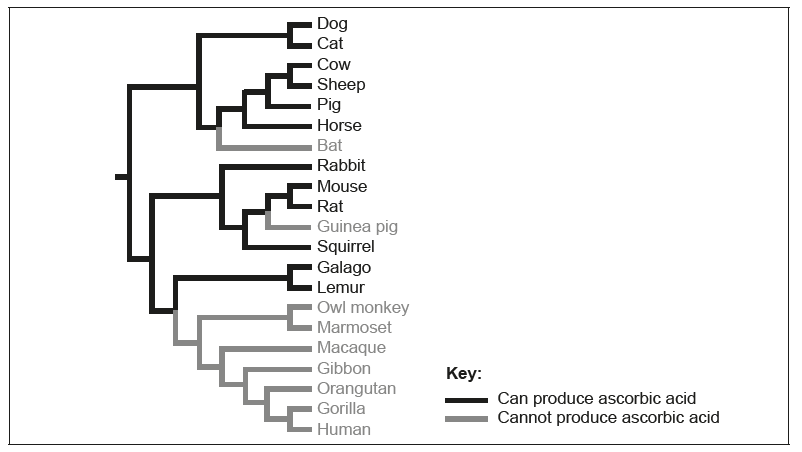 Dog
Cat
Cow
Sheep
Pig
Horse
Bat
Rabbit
Mouse
Rat
Guinea pig
Squirrel
Galago
Lemur
Owl monkey
Marmoset
Macaque
Gibbon
Orangutan
Gorilla
Human
Key:
Can produce ascorbic acid
Cannot produce ascorbic acid